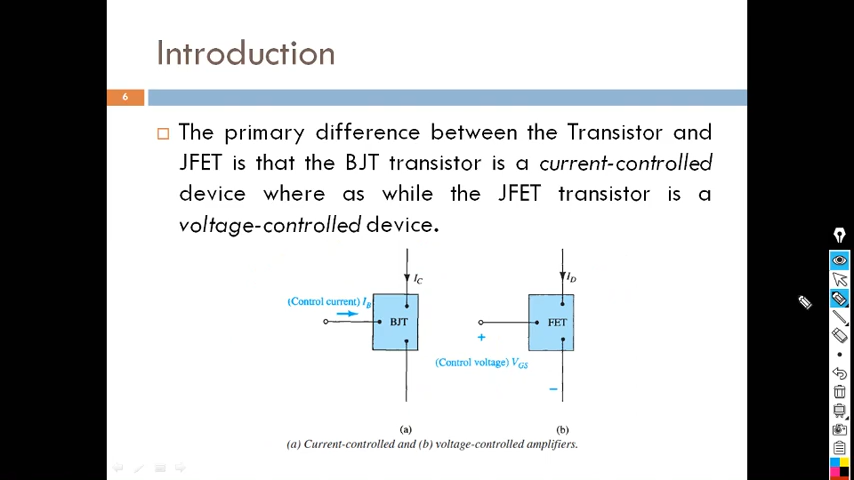 Introduction
6
The primary difference between the Transistor and
JFET is that the BJT transistor is a current-controlled
device where as while the JFET transistor is a
voltage-controlled device.
I_C
I_D
(Control current) I_B
BJT
FET
+
(Control voltage) V_GS
−
(a)
(b)
(a) Current-controlled and (b) voltage-controlled amplifiers.